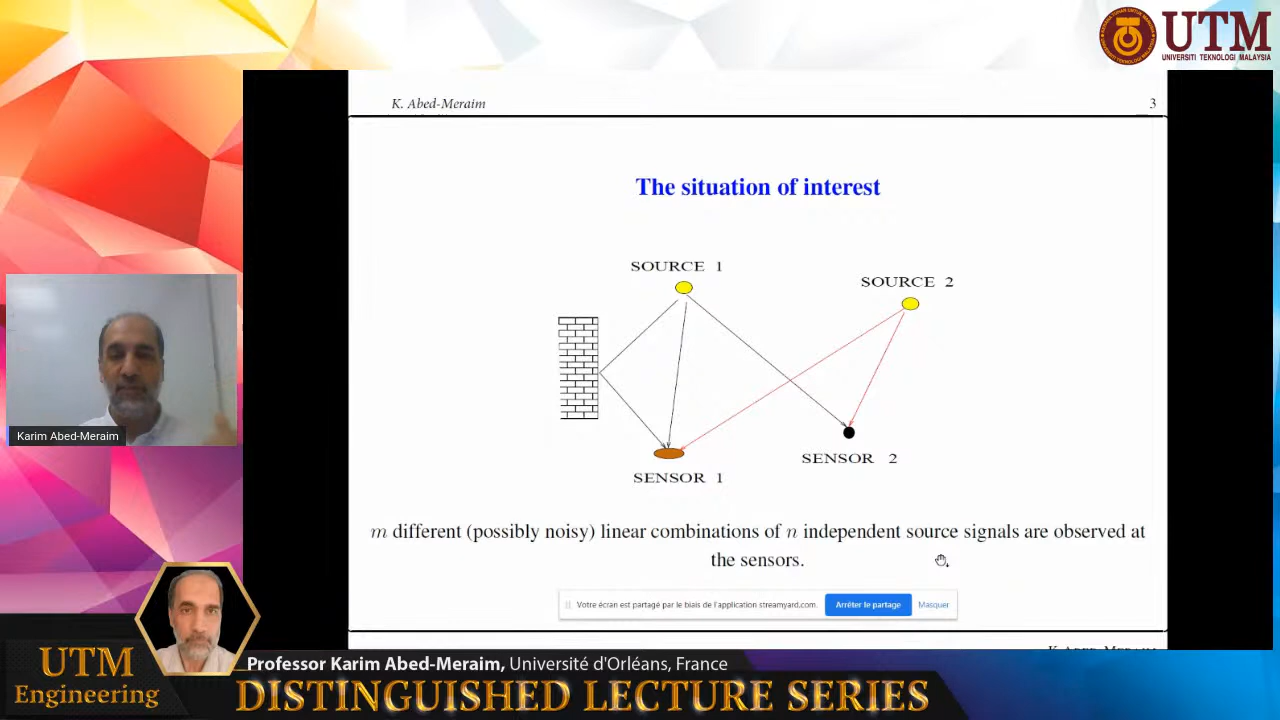 UTM
UNIVERSITI TEKNOLOGI MALAYSIA
K. Abed-Meraim
3
The situation of interest
SOURCE 1
SOURCE 2
SENSOR 1
SENSOR 2
m different (possibly noisy) linear combinations of n independent source signals are observed at
the sensors.
Votre écran est partagé par le biais de l'application streamyard.com.
Arrêter le partage
Masquer
Karim Abed-Meraim
UTM
Engineering
Professor Karim Abed-Meraim, Université d'Orléans, France
DISTINGUISHED LECTURE SERIES